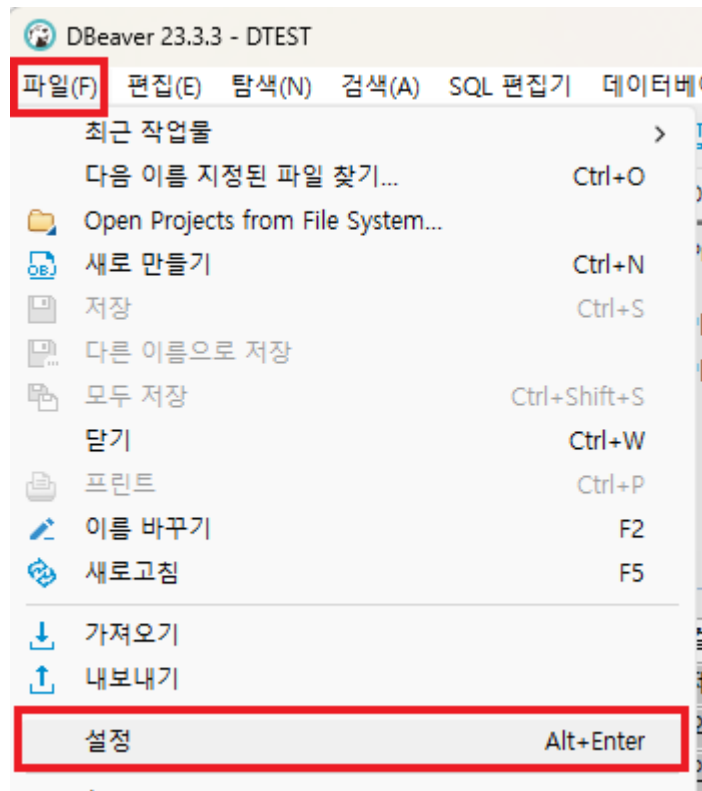 DBeaver 23.3.3 - DTEST
파일(F) 편집(E) 탐색(N) 검색(A) SQL 편집기
최근 작업물 >
다음 이름 지정된 파일 찾기... Ctrl+O
Open Projects from File System...
OBJ 새로 만들기 Ctrl+N
저장 Ctrl+S
다른 이름으로 저장
모두 저장 Ctrl+Shift+S
닫기 Ctrl+W
프린트 Ctrl+P
이름 바꾸기 F2
새로고침 F5
가져오기
내보내기
설정 Alt+Enter